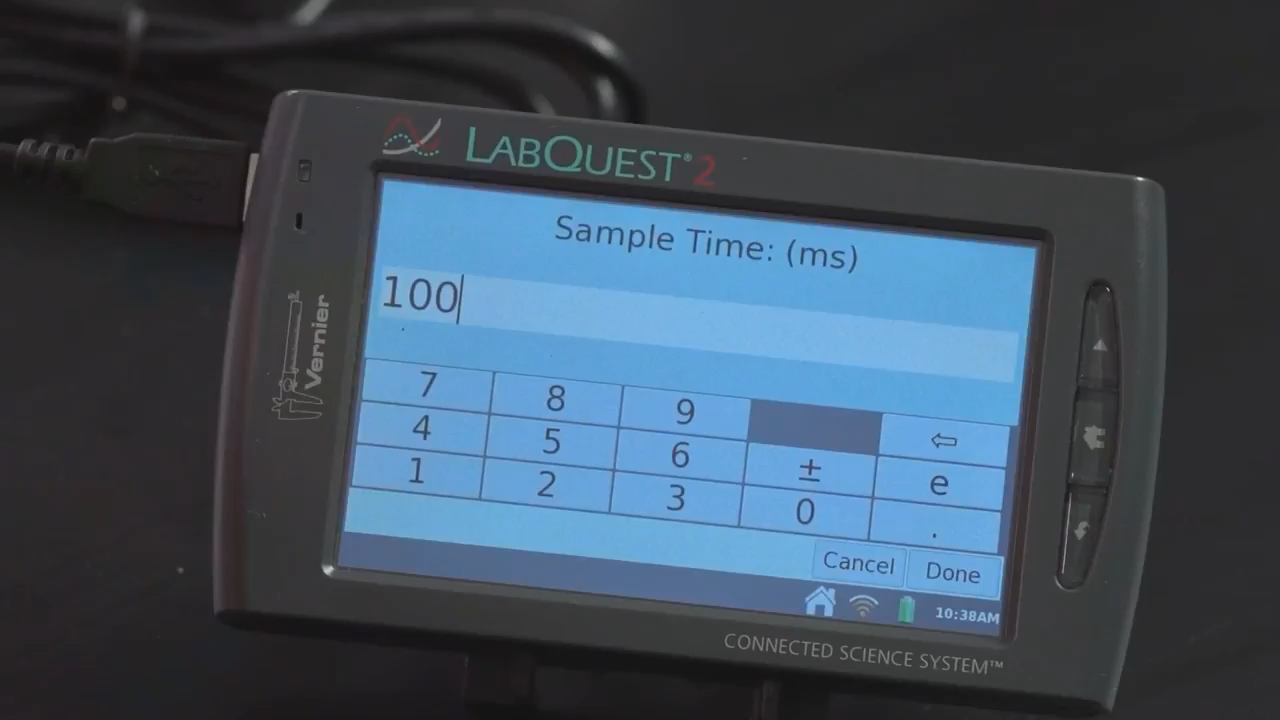 LABQUEST® 2
Vernier
Sample Time: (ms)
100
7 8 9 ⇦
4 5 6 ± e
1 2 3 0 .
Cancel Done
10:38AM
CONNECTED SCIENCE SYSTEM™